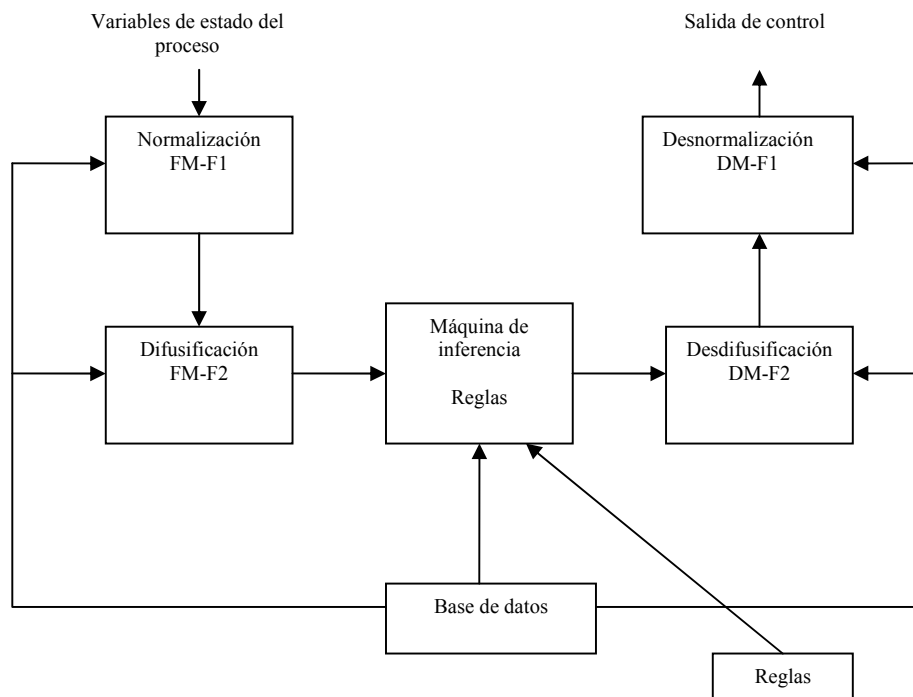 Variables de estado del
proceso
Salida de control
Normalización
FM-F1
Desnormalización
DM-F1
Difusificación
FM-F2
Máquina de
inferencia
Reglas
Desdifusificación
DM-F2
Base de datos
Reglas